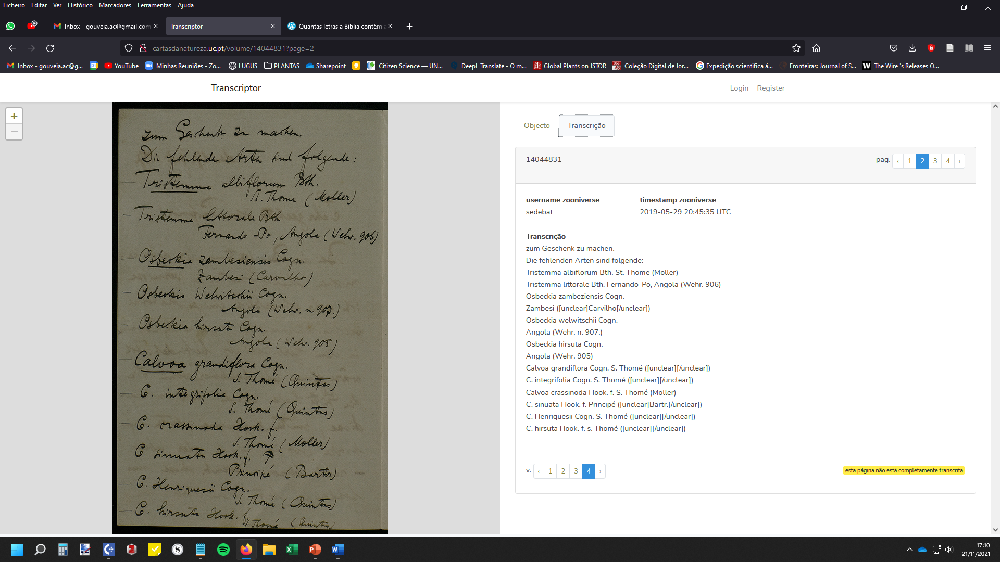 Ficheiro Editar Ver Histórico Marcadores Ferramentas Ajuda
Inbox - gouveia.ac@gmail.com
Transcriptor
Quantas letras a Bíblia contêm a
cartasdanatureza.uc.pt/volume/14044831?page=2
Inbox - gouveia.ac@g... YouTube Minhas Reuniões - Zo... LUGUS PLANTAS Sharepoint Citizen Science — UN... DeepL Translate - O m... Global Plants on JSTOR Coleção Digital de Jor... Expedição scientifica á... Fronteiras: Journal of S... The Wire 's Releases O...
Transcriptor
Login Register
zum Geschenk zu machen.
Die fehlende Arten sind folgende:
Tristemma albiflorum Bth.
St. Thome (Moller)
Tristemma littorale Bth
Fernando-Po, Angola (Welw. 906)
Osbeckia zambesiensis Cogn.
Zambesi (Carvalho)
Osbeckia Welwitschii Cogn.
Angola (Welw. n. 907.)
Osbeckia hirsuta Cogn.
Angola (Welw. 905)
Calvoa grandiflora Cogn.
S. Thomé (Quintas)
C. integrifolia Cogn.
S. Thomé (Quintas)
C. crassinoda Hook. f.
S. Thomé (Moller)
C. sinuata Hook. f.
Principé (Barter)
C. Henriquesii Cogn.
S. Thomé (Quintas)
C. hirsuta Hook. f.
S. Thomé (Quintas)
Objecto Transcrição
14044831
pag. ‹ 1 2 3 4 ›
username zooniverse timestamp zooniverse
sedebat 2019-05-29 20:45:35 UTC
Transcrição
zum Geschenk zu machen.
Die fehlenden Arten sind folgende:
Tristemma albiflorum Bth. St. Thome (Moller)
Tristemma littorale Bth. Fernando-Po, Angola (Wehr. 906)
Osbeckia zambeziensis Cogn.
Zambesi ([unclear]Carvilho[/unclear])
Osbeckia welwitschii Cogn.
Angola (Wehr. n. 907.)
Osbeckia hirsuta Cogn.
Angola (Wehr. 905)
Calvoa grandiflora Cogn. S. Thomé ([unclear][/unclear])
C. integrifolia Cogn. S. Thomé ([unclear][/unclear])
Calvoa crassinoda Hook. f. S. Thomé (Moller)
C. sinuata Hook. f. Principé ([unclear]Bartr.[/unclear])
C. Henriquesii Cogn. S. Thomé ([unclear][/unclear])
C. hirsuta Hook. f. s. Thomé ([unclear][/unclear])
v. ‹ 1 2 3 4 ›
esta página não está completamente transcrita
17:10
21/11/2021